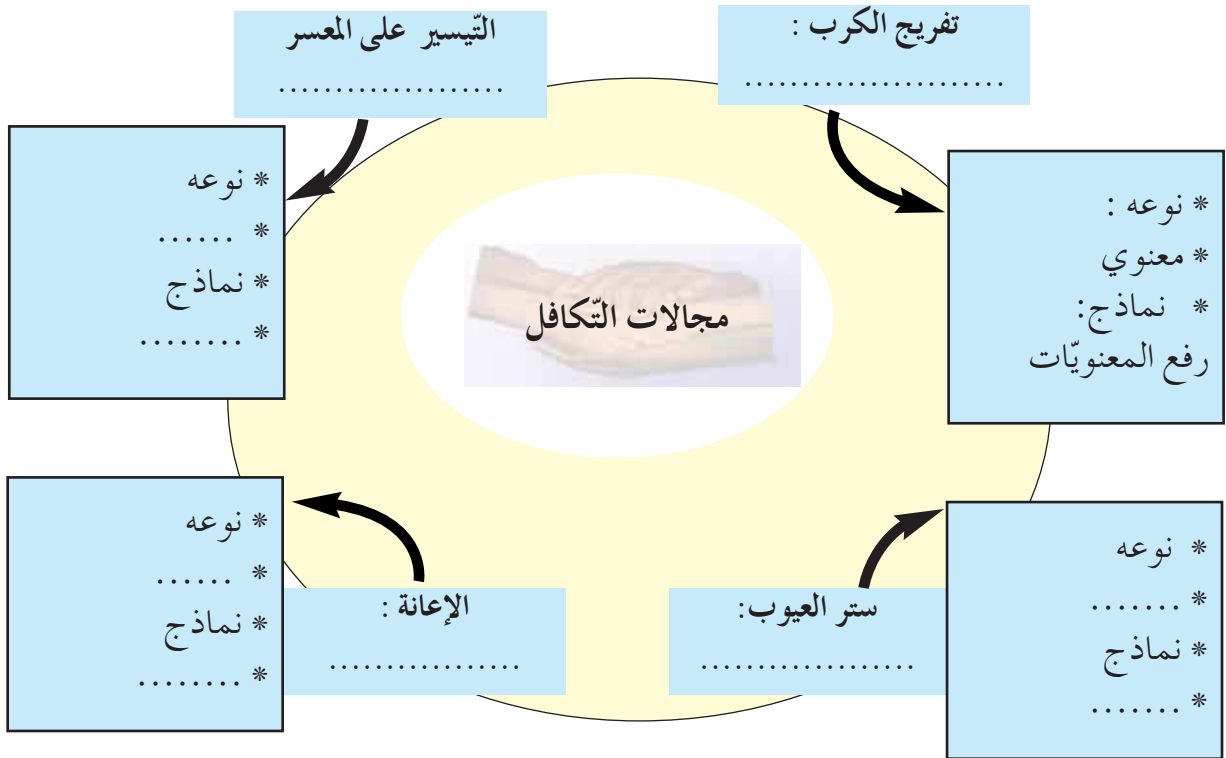 تفريج الكرب :
........................
التّيسير على المعسر
....................
* نوعه :
* معنوي
* نماذج:
رفع المعنويّات
* نوعه
* ......
* نماذج
* ........
مجالات التّكافل
ستر العيوب:
...................
* نوعه
* .......
* نماذج
* .......
الإعانة :
.................
* نوعه
* ......
* نماذج
* ........